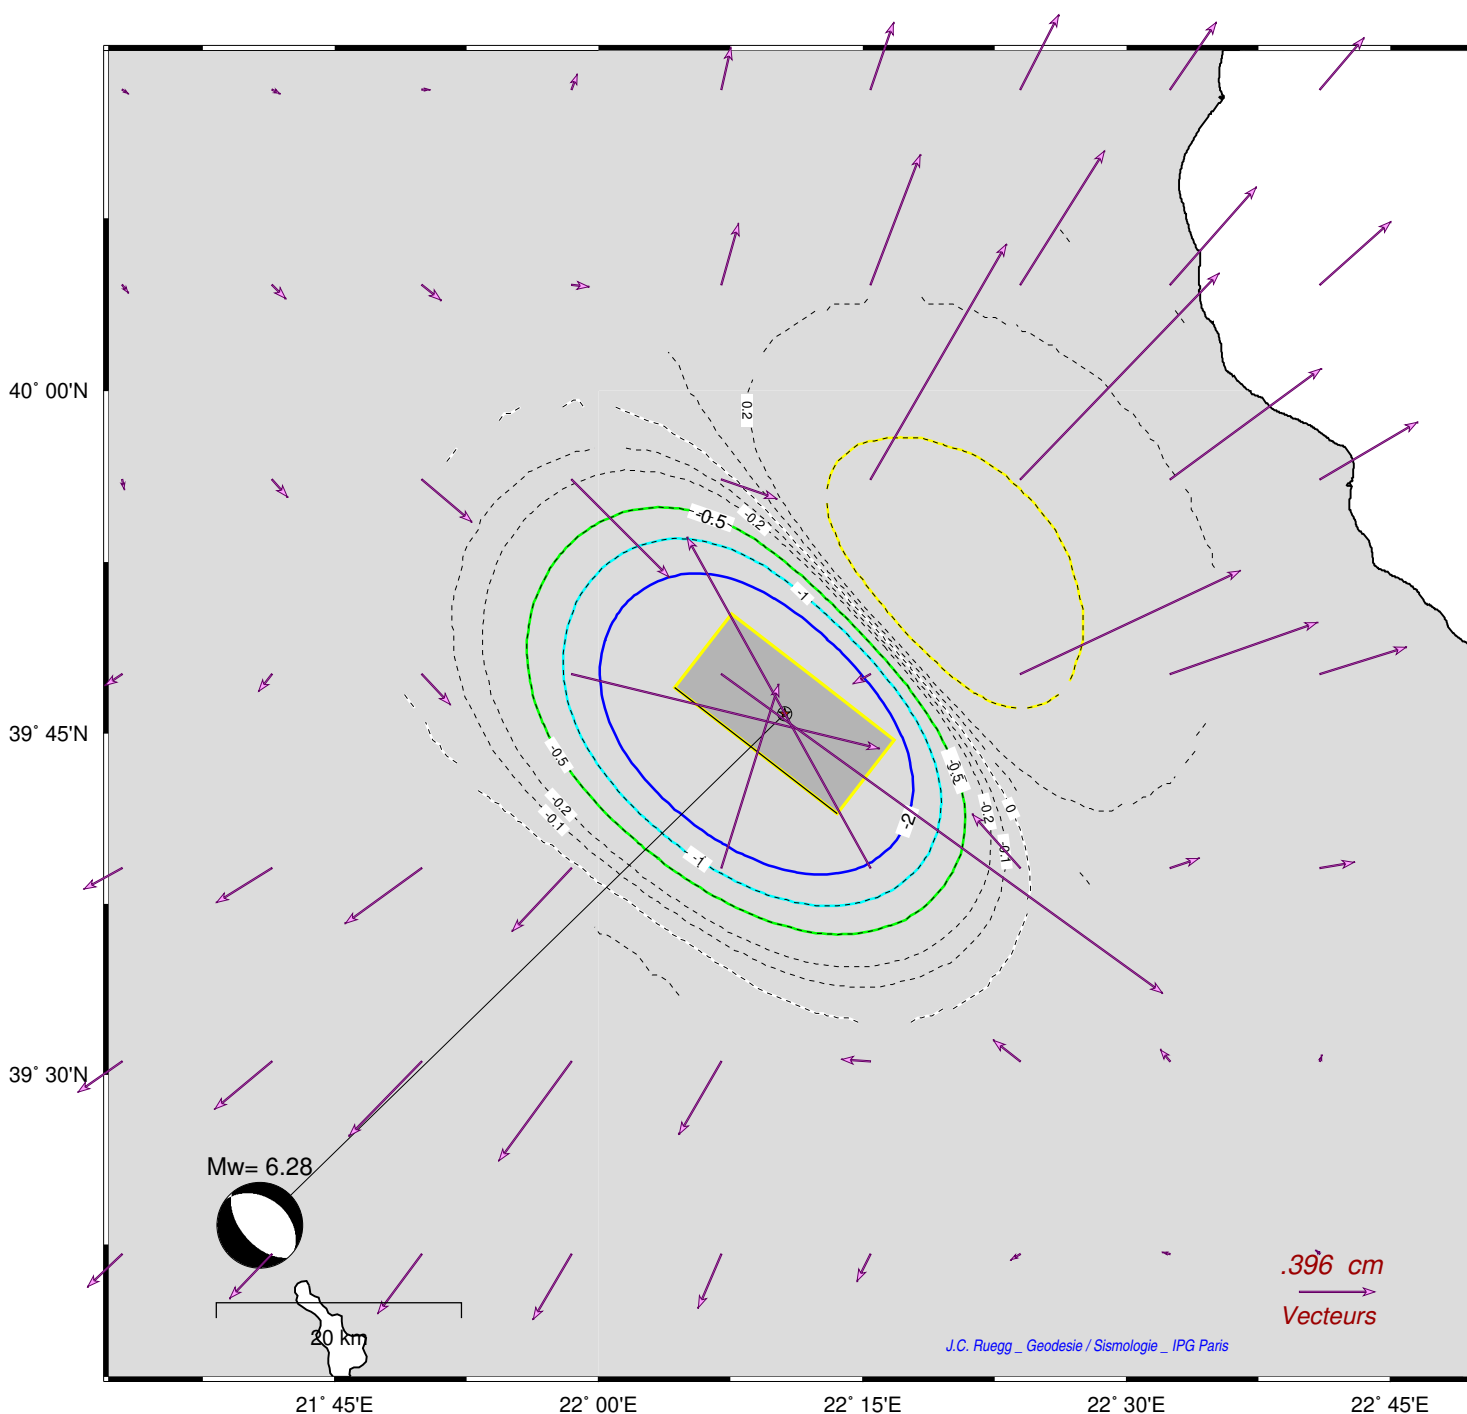 0.2
40° 00'N
-0.5
-0.2
-1
39° 45'N
-0.5
-0.5
-0.2
-0.1
-2
-0.2
0
-0.1
-1
39° 30'N
Mw= 6.28
.396 cm
Vecteurs
20 km
J.C. Ruegg _ Geodesie / Sismologie _ IPG Paris
21° 45'E
22° 00'E
22° 15'E
22° 30'E
22° 45'E